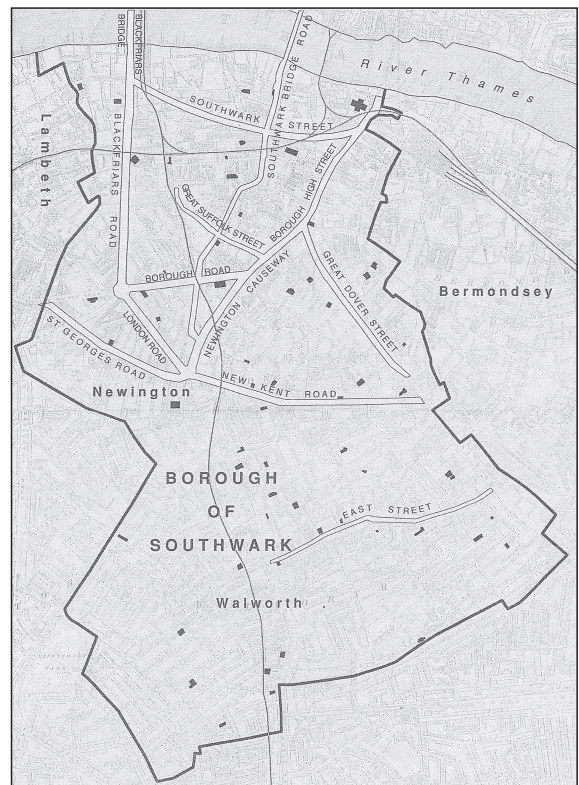 BLACKFRIARS
BRIDGE
SOUTHWARK BRIDGE ROAD
River Thames
SOUTHWARK STREET
Lambeth
BLACKFRIARS ROAD
BOROUGH HIGH STREET
GREAT SUFFOLK STREET
GREAT DOVER STREET
BOROUGH ROAD
NEWINGTON CAUSEWAY
Bermondsey
LONDON ROAD
ST GEORGES ROAD
NEW KENT ROAD
Newington
BOROUGH
OF
SOUTHWARK
EAST STREET
Walworth